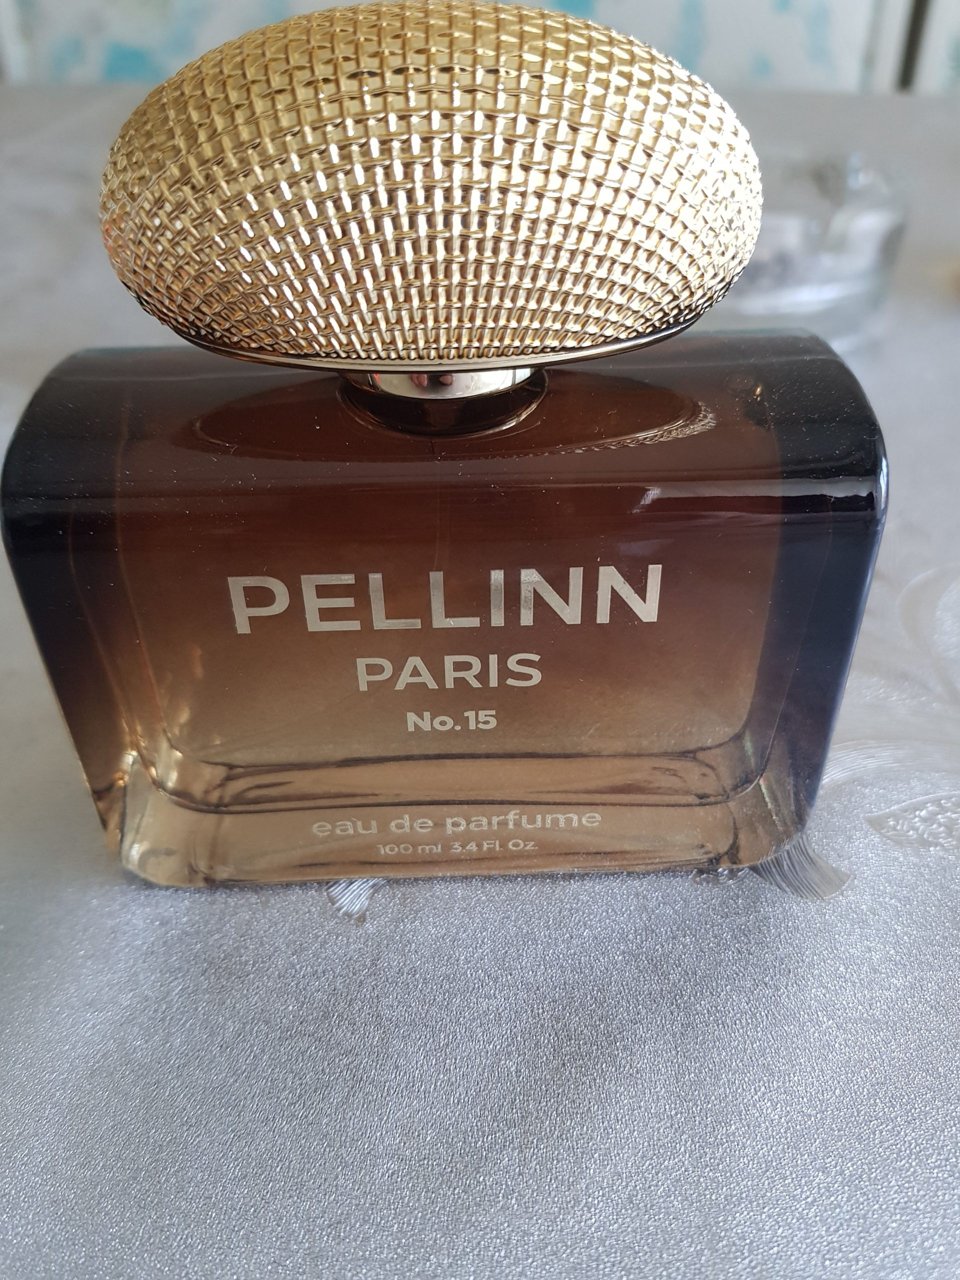 PELLINN
PARIS
No.15
eau de parfume
100 ml 3.4 Fl. Oz.